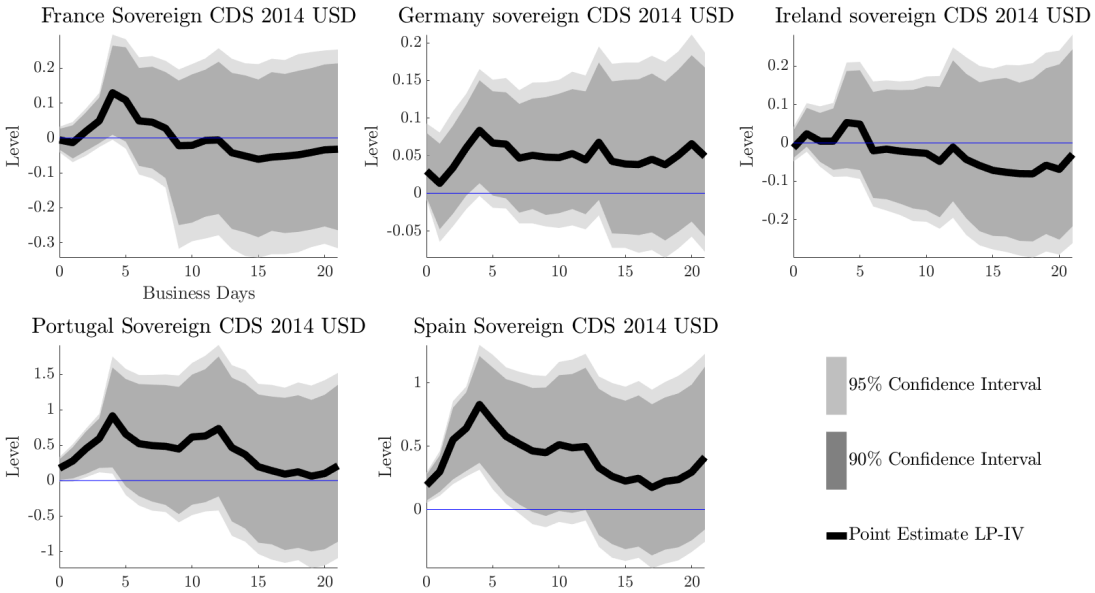 France Sovereign CDS 2014 USD
Level
0.2
0.1
0
-0.1
-0.2
-0.3
0 5 10 15 20
Business Days
Germany sovereign CDS 2014 USD
Level
0.2
0.15
0.1
0.05
0
-0.05
0 5 10 15 20
Ireland sovereign CDS 2014 USD
Level
0.2
0.1
0
-0.1
-0.2
0 5 10 15 20
Portugal Sovereign CDS 2014 USD
Level
1.5
1
0.5
0
-0.5
-1
0 5 10 15 20
Spain Sovereign CDS 2014 USD
Level
1
0.5
0
0 5 10 15 20
95% Confidence Interval
90% Confidence Interval
Point Estimate LP-IV